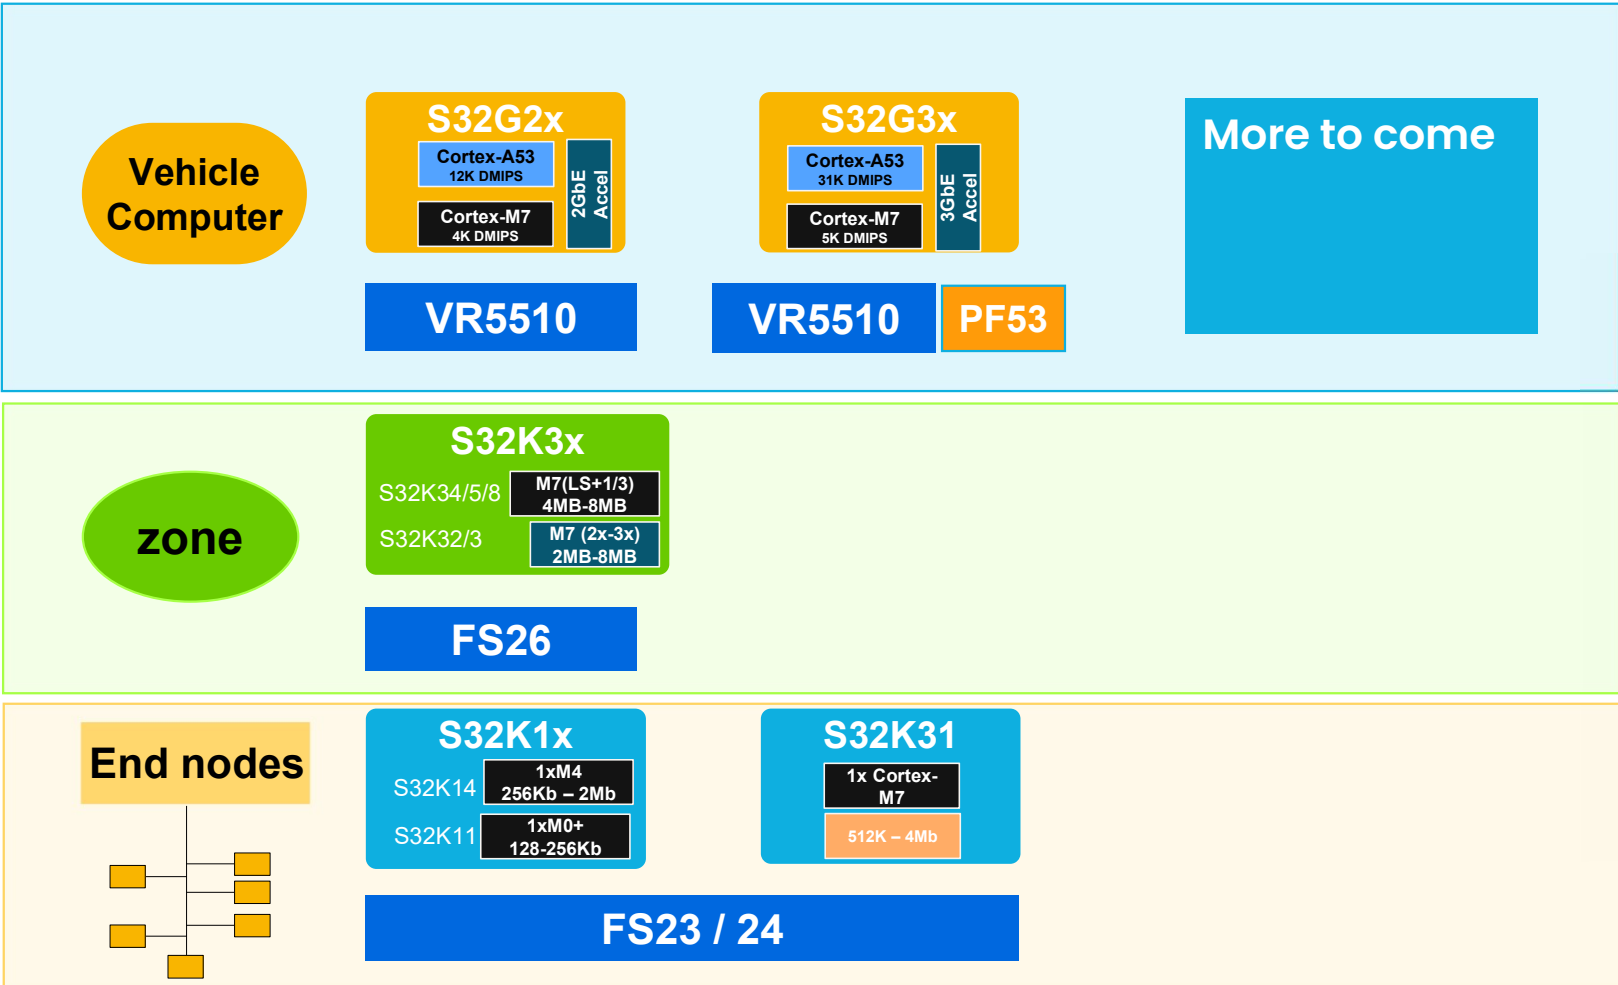 Vehicle
Computer
S32G2x
Cortex-A53
12K DMIPS
Cortex-M7
4K DMIPS
2GbE
Accel
VR5510
S32G3x
Cortex-A53
31K DMIPS
Cortex-M7
5K DMIPS
3GbE
Accel
VR5510
PF53
More to come
zone
S32K3x
S32K34/5/8
M7(LS+1/3)
4MB-8MB
S32K32/3
M7 (2x-3x)
2MB-8MB
FS26
End nodes
S32K1x
S32K14
1xM4
256Kb – 2Mb
S32K11
1xM0+
128-256Kb
S32K31
1x Cortex-
M7
512K – 4Mb
FS23 / 24